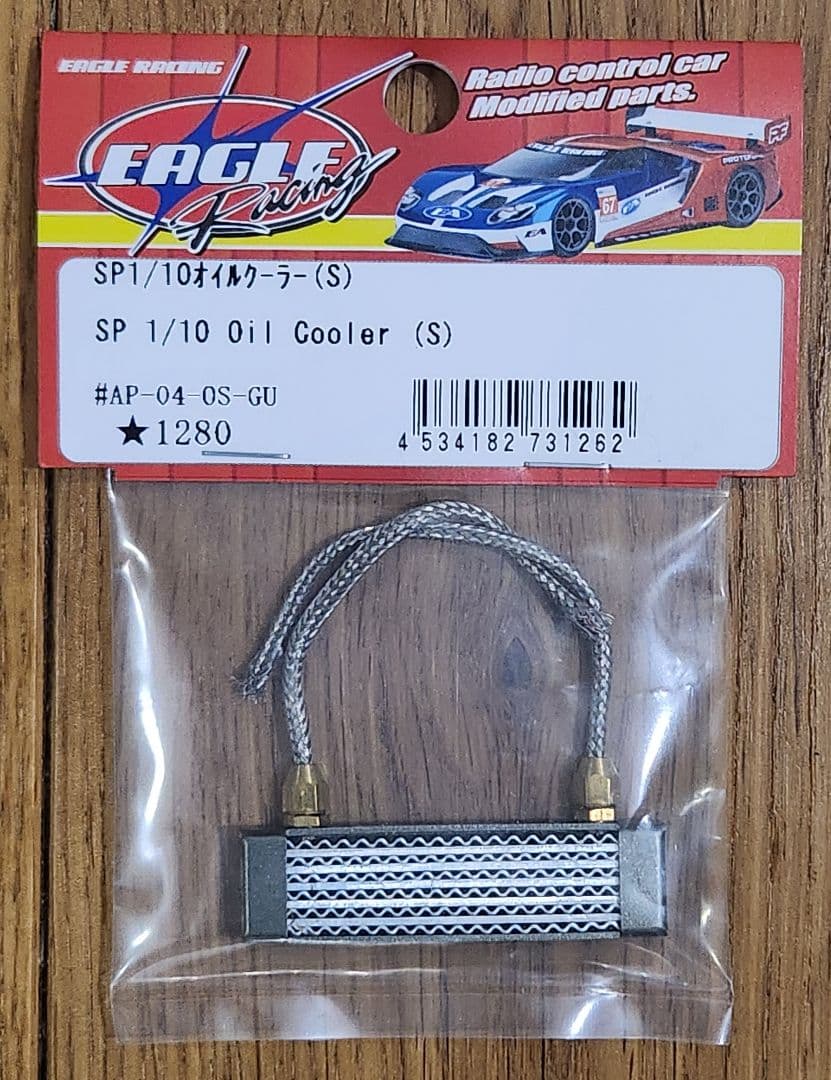 EAGLE RACING
EAGLE
Racing
Radio control car
Modified parts.
67
SP1/10オイルクーラー(S)
SP 1/10 Oil Cooler (S)
#AP-04-OS-GU
★1280
4 534182 731262